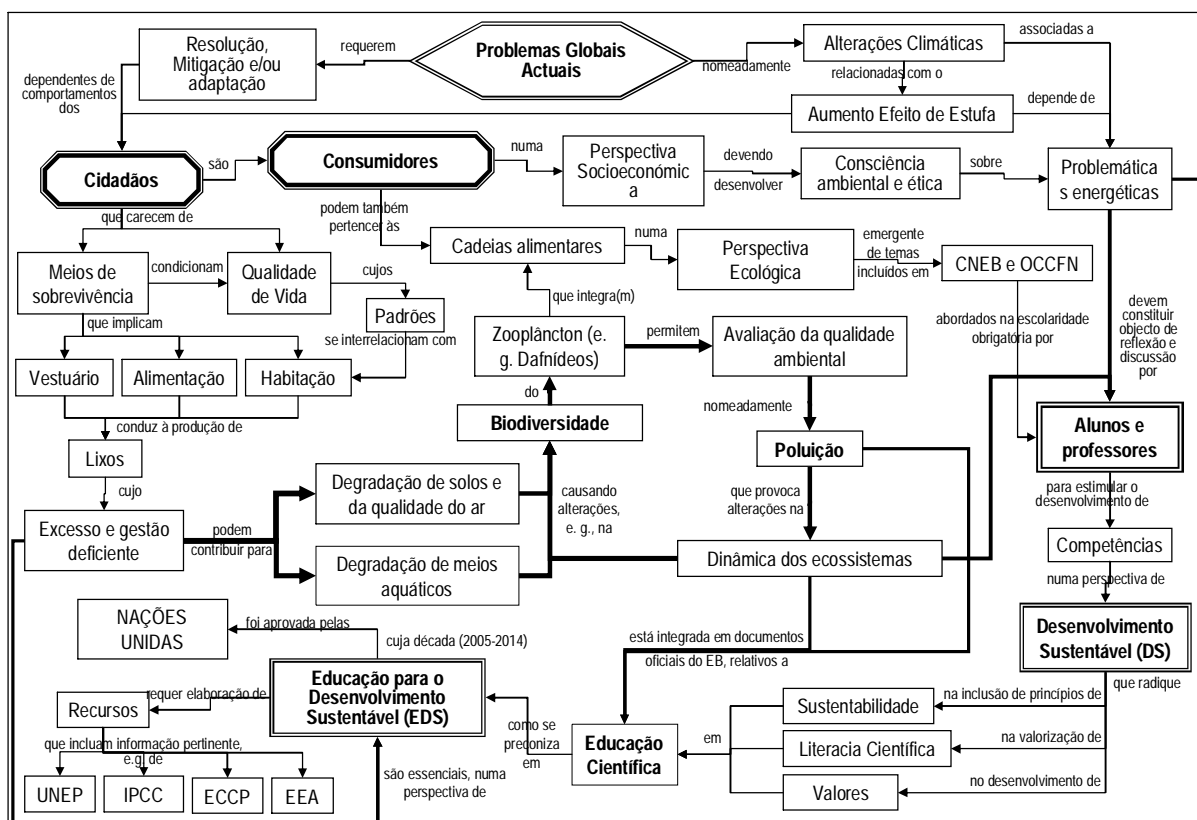 Resolução,
Mitigação e/ou
adaptação
requerem
Problemas Globais
Actuais
nomeadamente
Alterações Climáticas
associadas a
relacionadas com o
dependentes de
comportamentos
dos
Aumento Efeito de Estufa
depende de
Cidadãos
são
Consumidores
numa
Perspectiva
Socioeconómic
a
devendo
desenvolver
Consciência
ambiental e ética
sobre
Problemática
s energéticas
que carecem de
podem também
pertencer às
Cadeias alimentares
numa
Perspectiva
Ecológica
emergente
de temas
incluídos em
CNEB e OCCFN
Meios de
sobrevivência
condicionam
Qualidade
de Vida
cujos
Padrões
que integra(m)
devem
constituir
objecto de
reflexão e
discussão
por
que implicam
se interrelacionam com
Zooplâncton (e.
g. Dafnídeos)
permitem
Avaliação da qualidade
ambiental
abordados na escolaridade
obrigatória por
Vestuário
Alimentação
Habitação
do
nomeadamente
conduz à produção de
Biodiversidade
Alunos e
professores
Lixos
Poluição
cujo
Degradação de solos e
da qualidade do ar
causando
alterações,
e. g., na
que provoca
alterações na
para estimular o
desenvolvimento de
Excesso e gestão
deficiente
podem
contribuir para
Competências
Degradação de meios
aquáticos
Dinâmica dos ecossistemas
numa perspectiva de
NAÇÕES
UNIDAS
foi aprovada pelas
cuja década (2005-2014)
está integrada em documentos
oficiais do EB, relativos a
Desenvolvimento
Sustentável (DS)
Educação para o
Desenvolvimento
Sustentável (EDS)
requer elaboração de
que radique
Recursos
na inclusão de princípios de
Sustentabilidade
que incluam informação pertinente,
e.g. de
como se
preconiza
em
Educação
Científica
em
na valorização de
Literacia Científica
UNEP
IPCC
ECCP
EEA
são essenciais, numa
perspectiva de
no desenvolvimento de
Valores